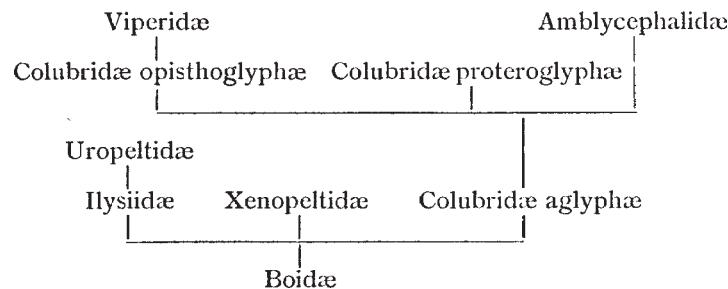 Viperidæ Amblycephalidæ
Colubridæ opisthoglyphæ Colubridæ proteroglyphæ
Uropeltidæ
Ilysiidæ Xenopeltidæ Colubridæ aglyphæ
Boidæ